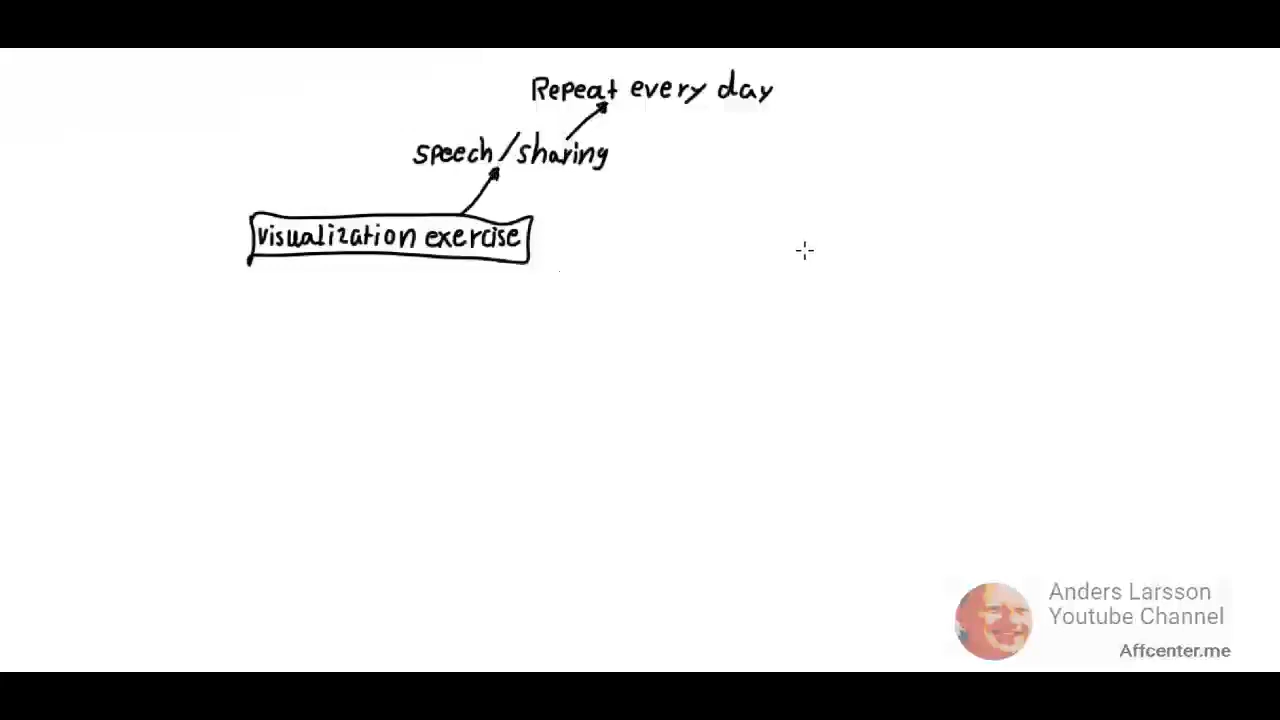 Repeat every day
speech/sharing
visualization exercise
Anders Larsson
Youtube Channel
Affcenter.me